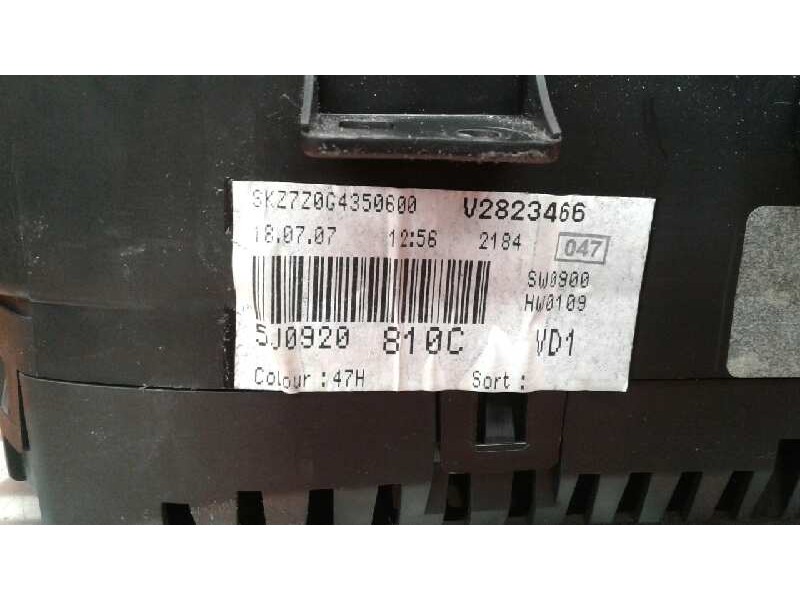 SKZ7Z0G4350600 V2823466
18.07.07 12:56 2184 047
SW0900
HW0109
5J0920 810C VD1
Colour : 47H Sort :